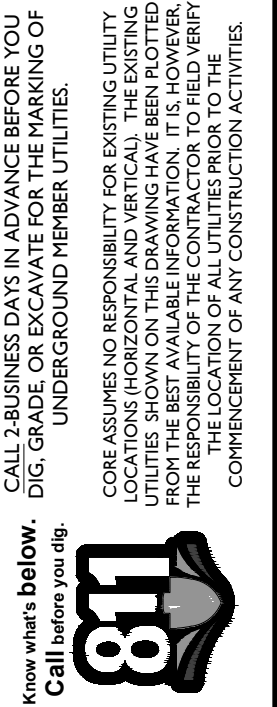 Know what's below.
Call before you dig.
811
CALL 2-BUSINESS DAYS IN ADVANCE BEFORE YOU
DIG, GRADE, OR EXCAVATE FOR THE MARKING OF
UNDERGROUND MEMBER UTILITIES.
CORE ASSUMES NO RESPONSIBILITY FOR EXISTING UTILITY
LOCATIONS (HORIZONTAL AND VERTICAL). THE EXISTING
UTILITIES SHOWN ON THIS DRAWING HAVE BEEN PLOTTED
FROM THE BEST AVAILABLE INFORMATION. IT IS, HOWEVER,
THE RESPONSIBILITY OF THE CONTRACTOR TO FIELD VERIFY
THE LOCATION OF ALL UTILITIES PRIOR TO THE
COMMENCEMENT OF ANY CONSTRUCTION ACTIVITIES.